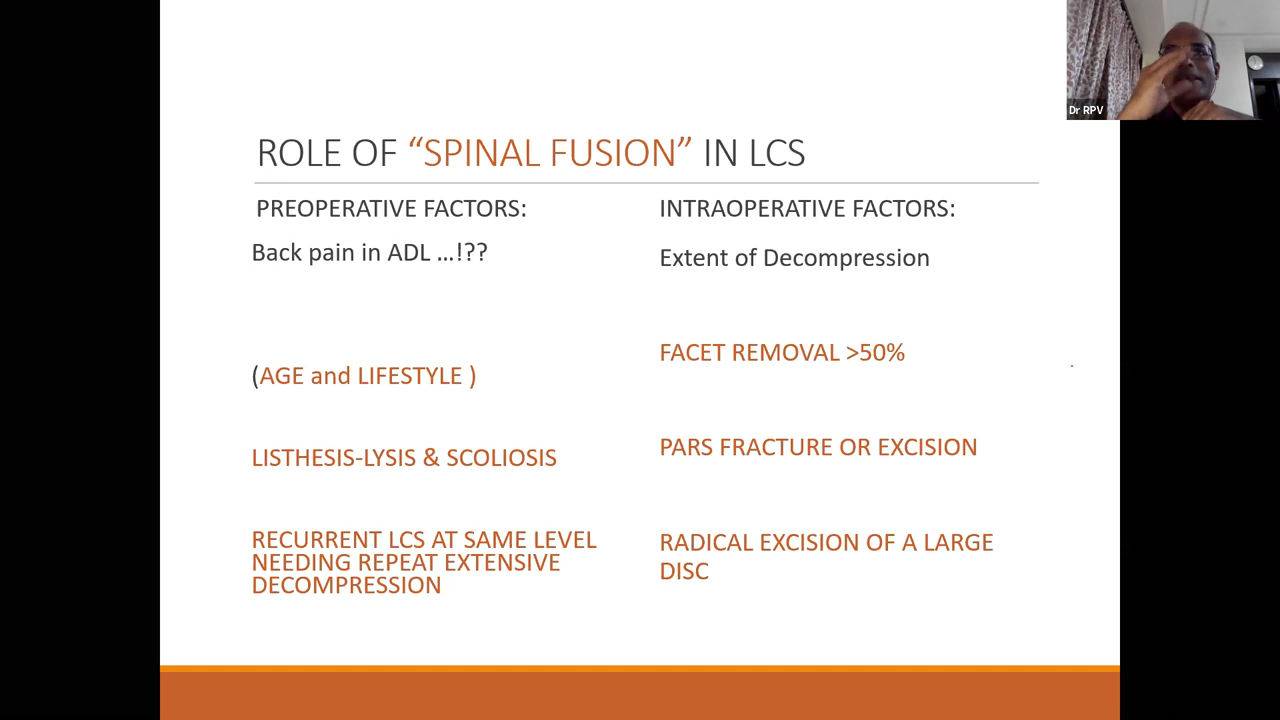 Dr RPV
ROLE OF “SPINAL FUSION” IN LCS
PREOPERATIVE FACTORS:
Back pain in ADL ...!??
(AGE and LIFESTYLE )
LISTHESIS-LYSIS & SCOLIOSIS
RECURRENT LCS AT SAME LEVEL
NEEDING REPEAT EXTENSIVE
DECOMPRESSION
INTRAOPERATIVE FACTORS:
Extent of Decompression
FACET REMOVAL >50%
PARS FRACTURE OR EXCISION
RADICAL EXCISION OF A LARGE
DISC